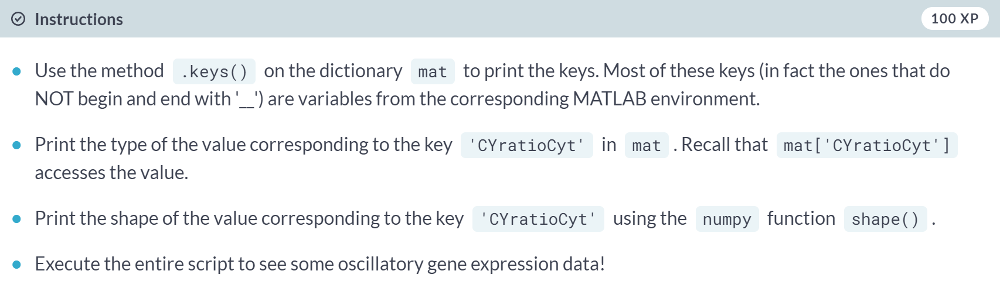 Instructions
100 XP
Use the method .keys() on the dictionary mat to print the keys. Most of these keys (in fact the ones that do
NOT begin and end with '__') are variables from the corresponding MATLAB environment.
Print the type of the value corresponding to the key 'CYratioCyt' in mat . Recall that mat['CYratioCyt']
accesses the value.
Print the shape of the value corresponding to the key 'CYratioCyt' using the numpy function shape() .
Execute the entire script to see some oscillatory gene expression data!